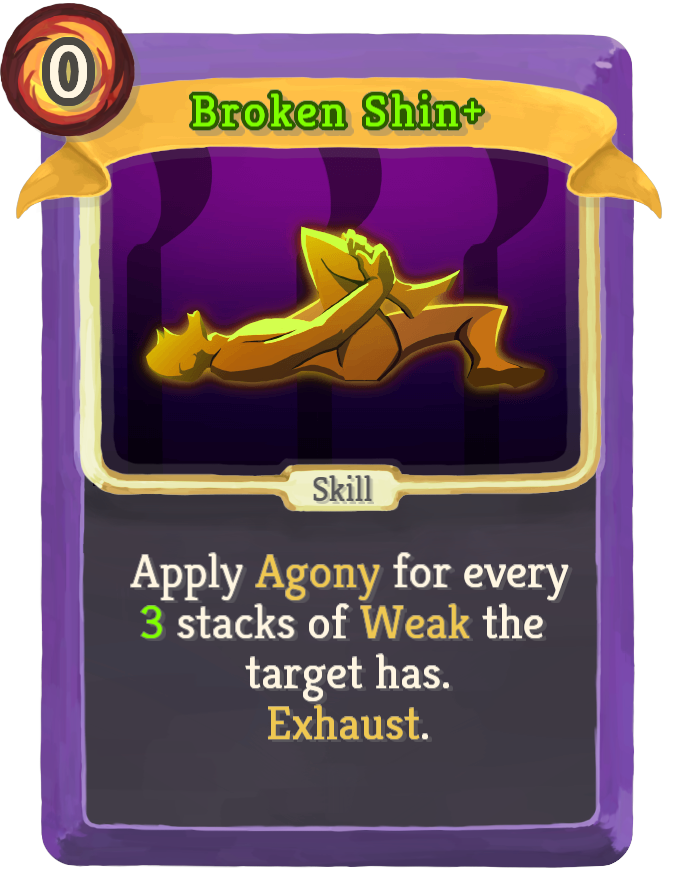 0
Broken Shin+
Skill
Apply Agony for every
3 stacks of Weak the
target has.
Exhaust.